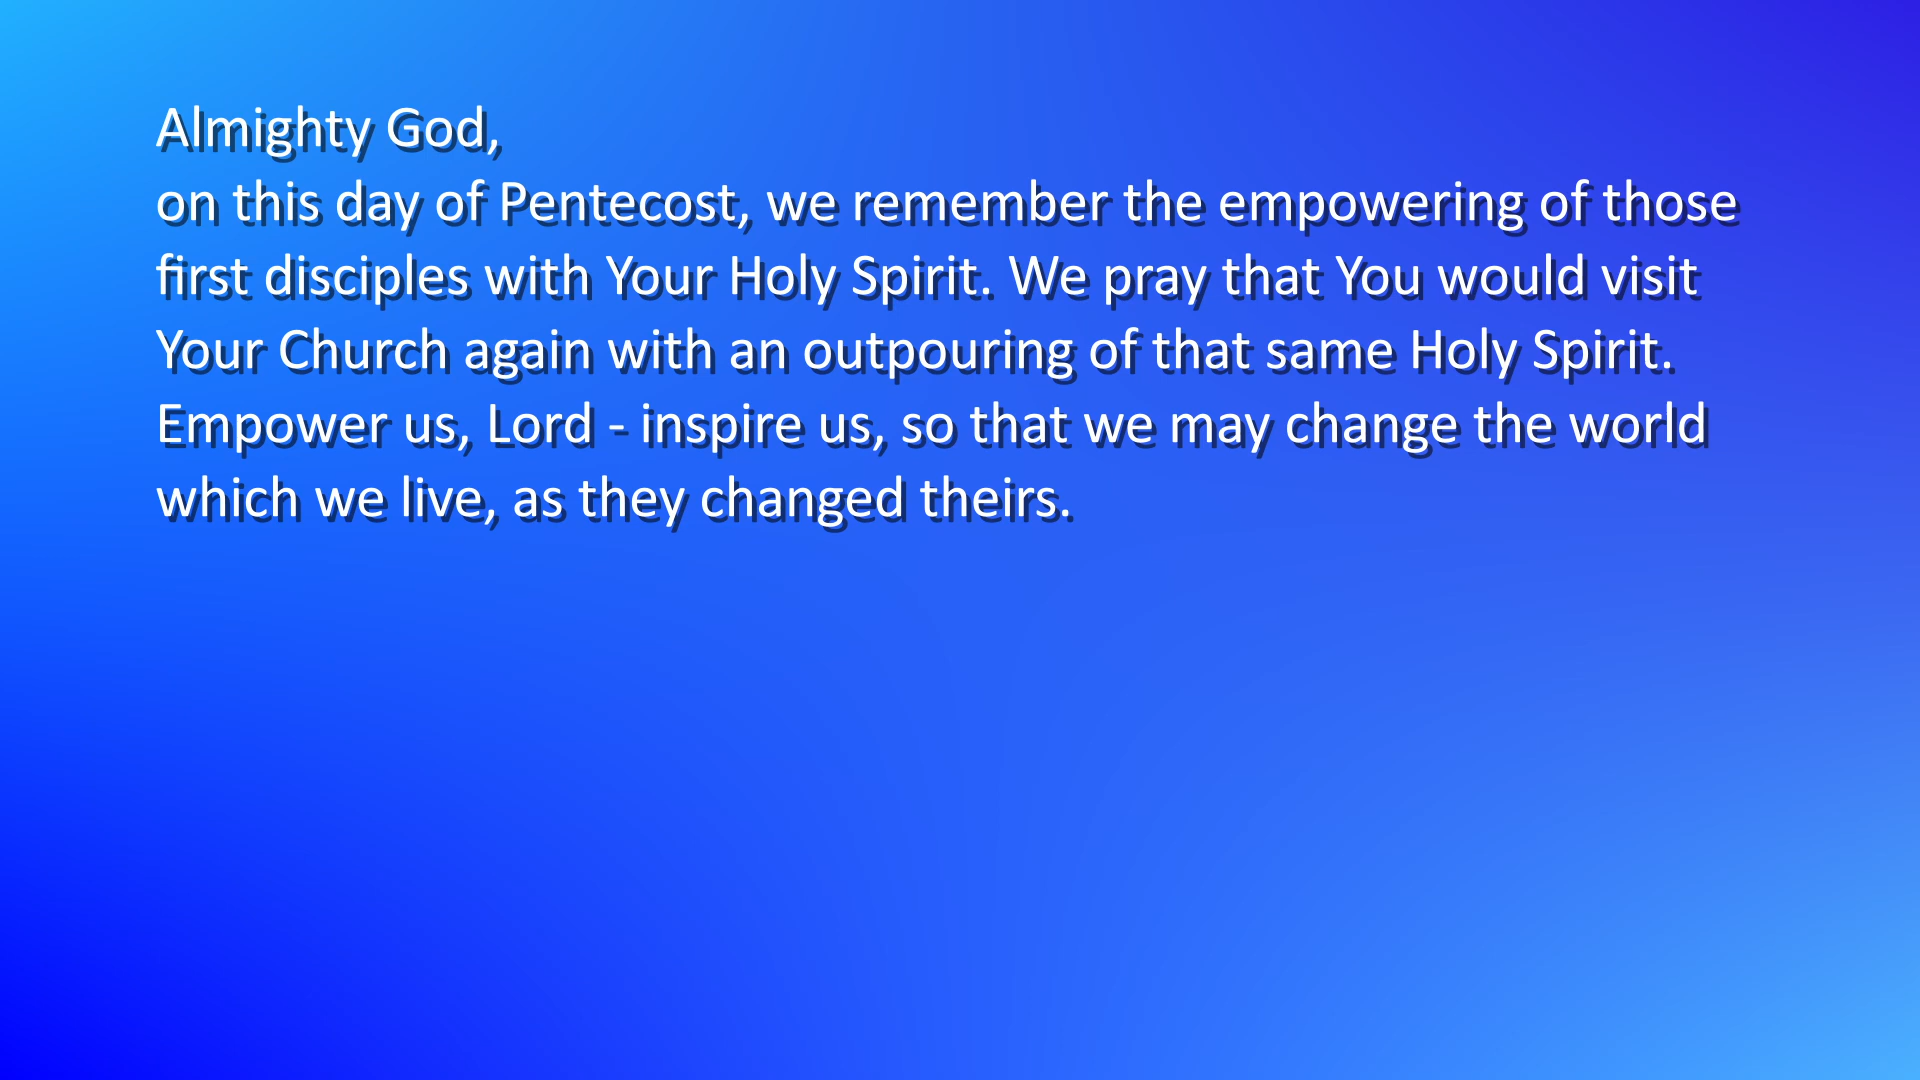 Almighty God,
on this day of Pentecost, we remember the empowering of those
first disciples with Your Holy Spirit. We pray that You would visit
Your Church again with an outpouring of that same Holy Spirit.
Empower us, Lord - inspire us, so that we may change the world
which we live, as they changed theirs.